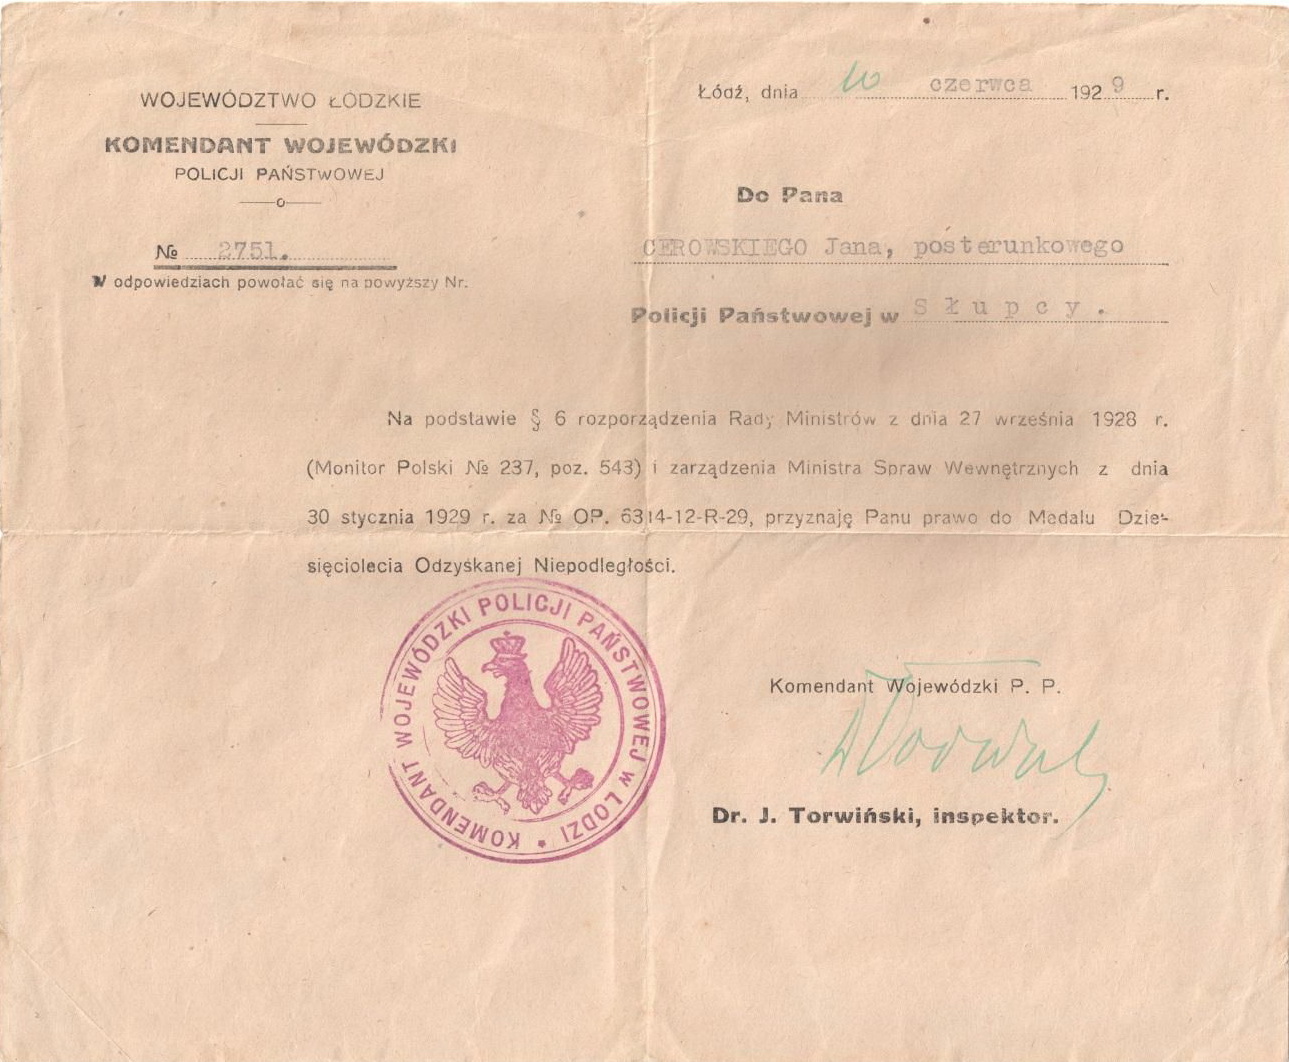 WOJEWÓDZTWO ŁÓDZKIE
KOMENDANT WOJEWÓDZKI
POLICJI PAŃSTWOWEJ
№ 2751.
W odpowiedziach powołać się na powyższy Nr.
Łódź, dnia 10 czerwca 1929 r.
Do Pana
CEROWSKIEGO Jana, posterunkowego
Policji Państwowej w Słupcy.
Na podstawie § 6 rozporządzenia Rady Ministrów z dnia 27 września 1928 r.
(Monitor Polski № 237, poz. 543) i zarządzenia Ministra Spraw Wewnętrznych z dnia
30 stycznia 1929 r. za № OP. 6314-12-R-29, przyznaję Panu prawo do Medalu Dzie-
sięciolecia Odzyskanej Niepodległości.
KOMENDANT WOJEWÓDZKI POLICJI PAŃSTWOWEJ W ŁODZI *
Komendant Wojewódzki P. P.
Dr. J. Torwiński, inspektor.